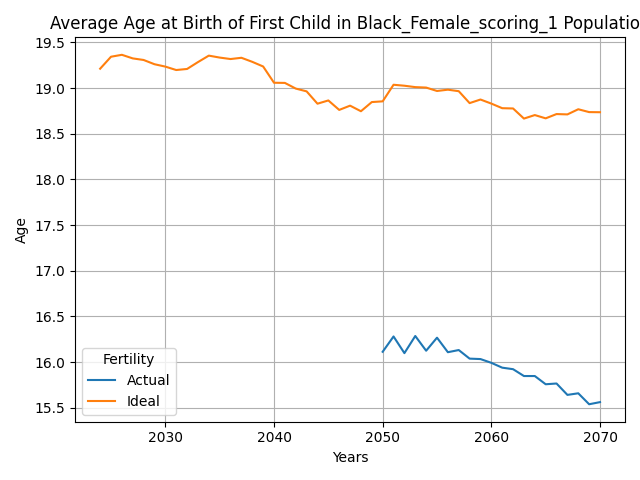 Average Age at Birth of First Child in Black_Female_scoring_1 Populatio
19.5
19.0
18.5
18.0
17.5
17.0
16.5
16.0
15.5
Age
Fertility
Actual
Ideal
2030 2040 2050 2060 2070
Years